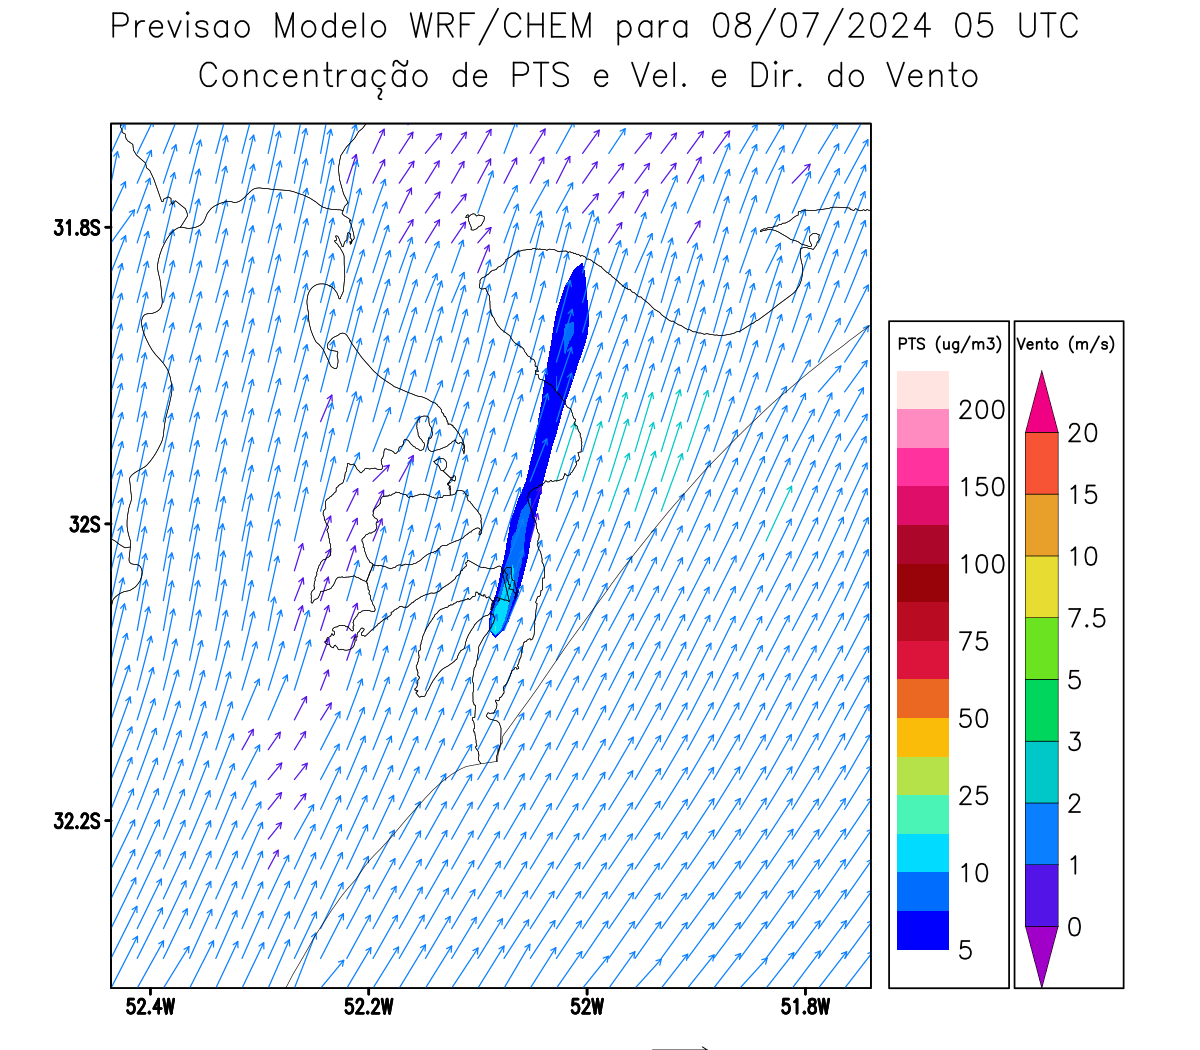 Previsao Modelo WRF/CHEM para 08/07/2024 05 UTC
Concentração de PTS e Vel. e Dir. do Vento
31.8S
32S
32.2S
52.4W
52.2W
52W
51.8W
PTS (ug/m3)
200
150
100
75
50
25
10
5
Vento (m/s)
20
15
10
7.5
5
3
2
1
0